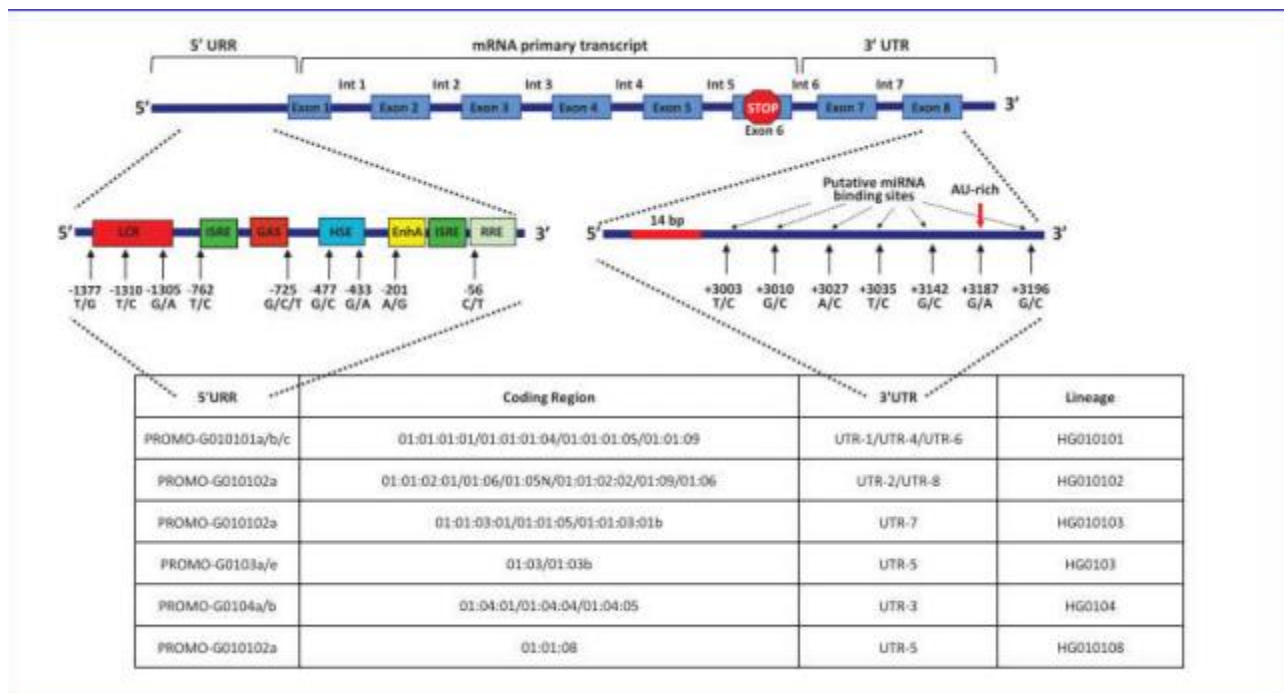 5' URR mRNA primary transcript 3' UTR
Int 1 Int 2 Int 3 Int 4 Int 5 Int 6 Int 7
5' Exon 1 Exon 2 Exon 3 Exon 4 Exon 5 STOP Exon 7 Exon 8 3'
Exon 6
Putative miRNA
binding sites
AU-rich
14 bp
5' LCR ISRE GAS HSE EnhA ISRE RRE 3'
5' 3'
-1377 -1310 -1305 -762 -725 -477 -433 -201 -56
T/G T/C G/A T/C G/C/T G/C G/A A/G C/T
+3003 +3010 +3027 +3035 +3142 +3187 +3196
T/C G/C A/C T/C G/C G/A G/C
5'URR Coding Region 3'UTR Lineage
PROMO-G010101a/b/c 01:01:01:01/01:01:01:04/01:01:01:05/01:01:09 UTR-1/UTR-4/UTR-6 HG010101
PROMO-G010102a 01:01:02:01/01:06/01:05N/01:01:02:02/01:09/01:06 UTR-2/UTR-8 HG010102
PROMO-G010102a 01:01:03:01/01:01:05/01:01:03:01b UTR-7 HG010103
PROMO-G0103a/e 01:03/01:03b UTR-5 HG0103
PROMO-G0104a/b 01:04:01/01:04:04/01:04:05 UTR-3 HG0104
PROMO-G010102a 01:01:08 UTR-5 HG010108